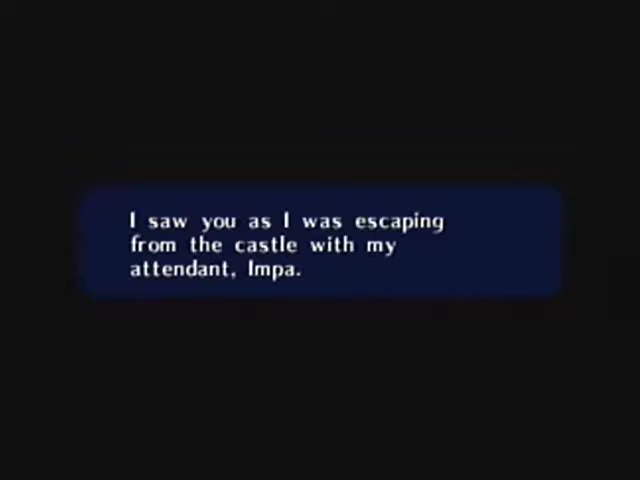 I saw you as I was escaping
from the castle with my
attendant, Impa.